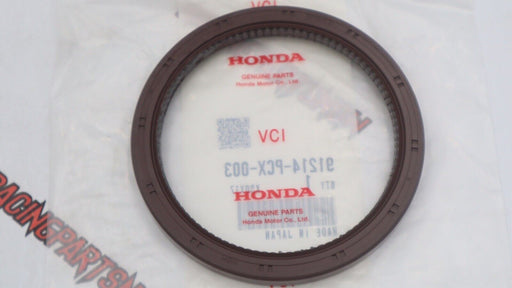 VCI
HONDA
GENUINE PARTS
Honda Motor Co., Ltd.
VCI
91214-PCX-003
HONDA
GENUINE PARTS
Honda Motor Co., Ltd.
MADE IN JAPAN
RACINGPARTS